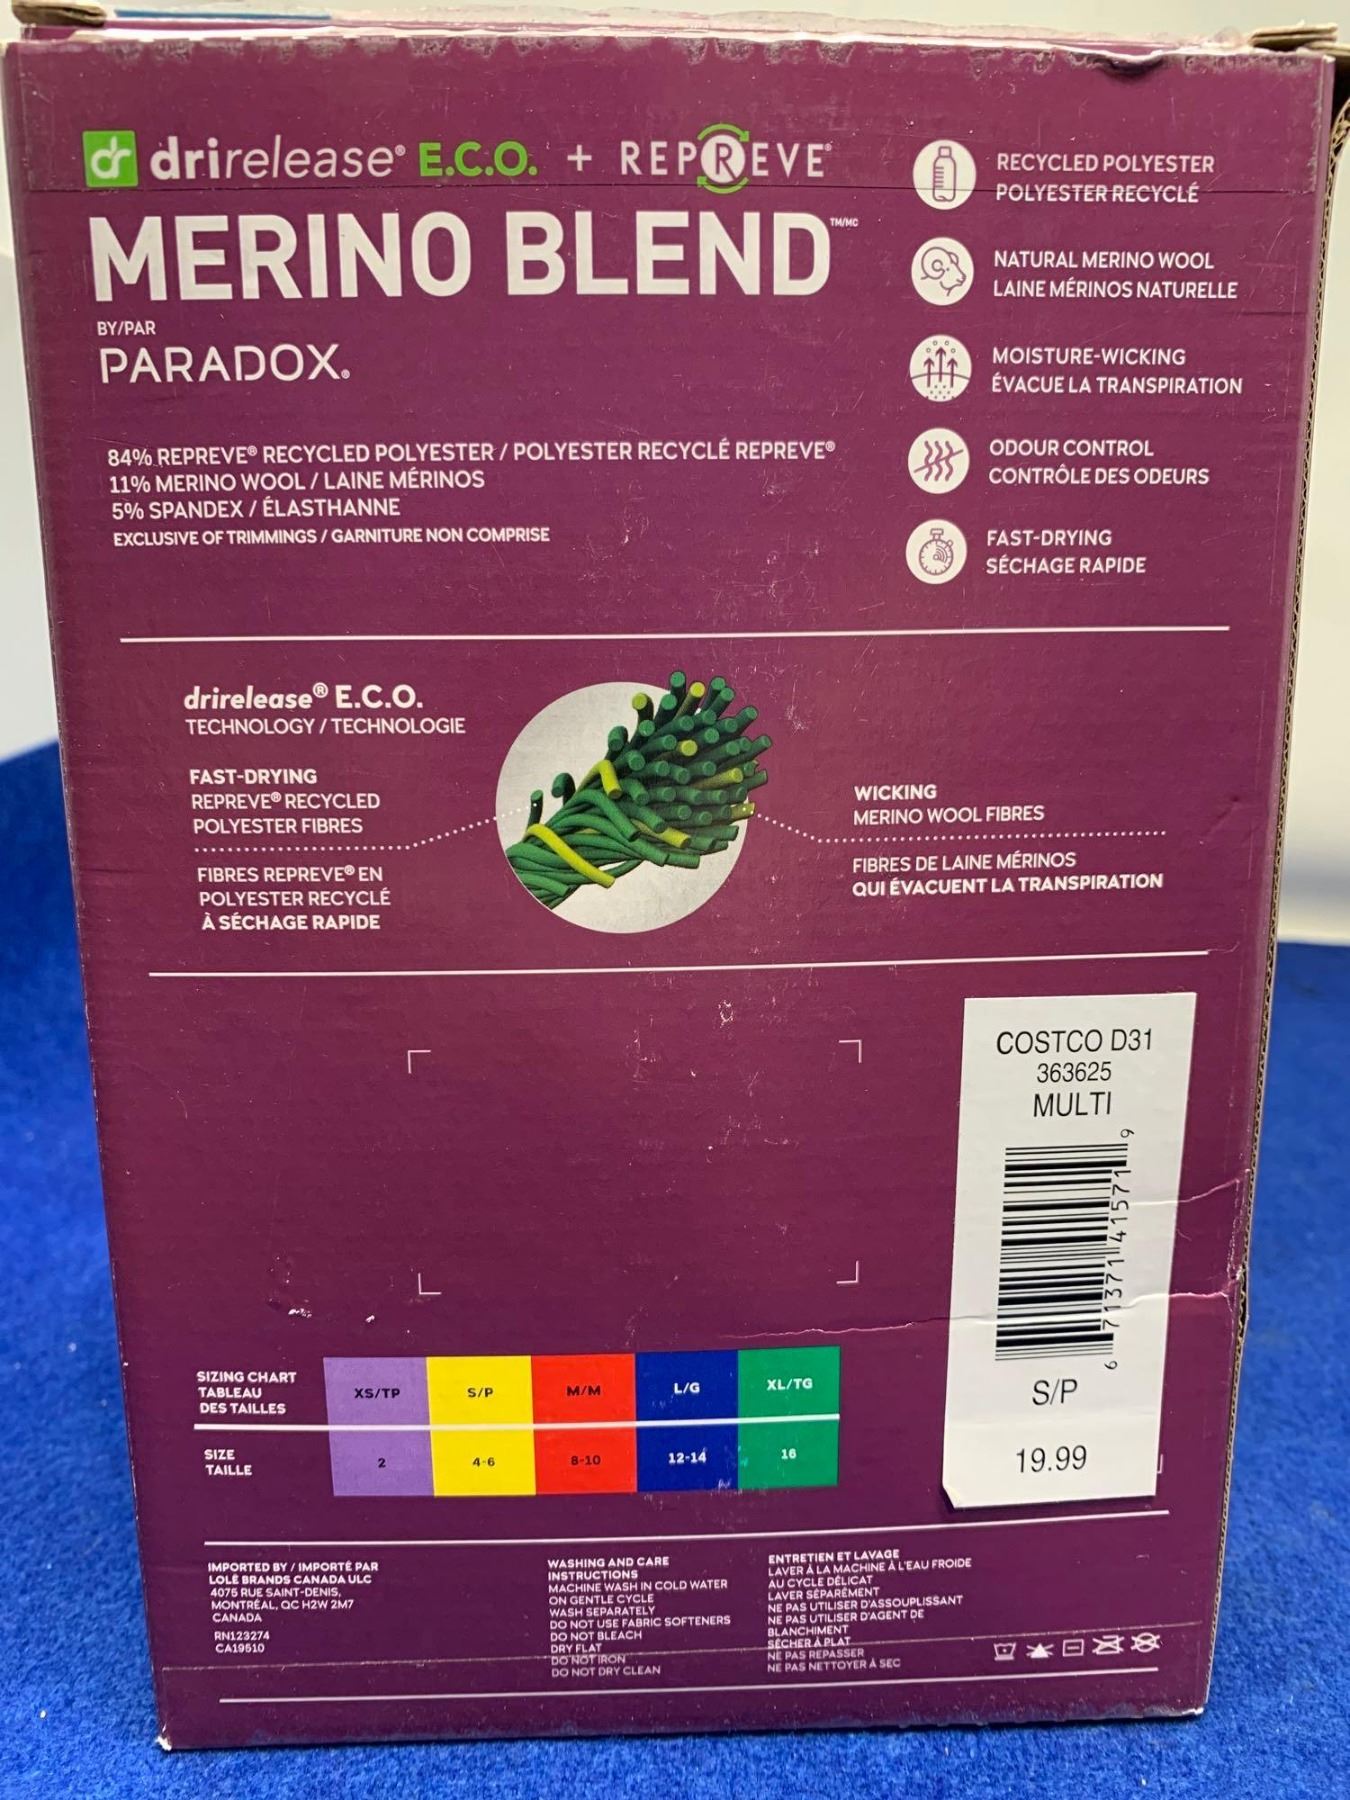 dr drirelease® E.C.O. + REPREVE®
MERINO BLEND™/MC
BY/PAR
PARADOX®
84% REPREVE® RECYCLED POLYESTER / POLYESTER RECYCLÉ REPREVE®
11% MERINO WOOL / LAINE MÉRINOS
5% SPANDEX / ÉLASTHANNE
EXCLUSIVE OF TRIMMINGS / GARNITURE NON COMPRISE
RECYCLED POLYESTER
POLYESTER RECYCLÉ
NATURAL MERINO WOOL
LAINE MÉRINOS NATURELLE
MOISTURE-WICKING
ÉVACUE LA TRANSPIRATION
ODOUR CONTROL
CONTRÔLE DES ODEURS
FAST-DRYING
SÉCHAGE RAPIDE
drirelease® E.C.O.
TECHNOLOGY / TECHNOLOGIE
FAST-DRYING
REPREVE® RECYCLED
POLYESTER FIBRES
FIBRES REPREVE® EN
POLYESTER RECYCLÉ
À SÉCHAGE RAPIDE
WICKING
MERINO WOOL FIBRES
FIBRES DE LAINE MÉRINOS
QUI ÉVACUENT LA TRANSPIRATION
COSTCO D31
363625
MULTI
6 71371 41571 9
S/P
19.99
SIZING CHART
TABLEAU
DES TAILLES
XS/TP S/P M/M L/G XL/TG
SIZE
TAILLE
2 4-6 8-10 12-14 16
IMPORTED BY / IMPORTÉ PAR
LOLË BRANDS CANADA ULC
4075 RUE SAINT-DENIS,
MONTRÉAL, QC H2W 2M7
CANADA
RN123274
CA19510
WASHING AND CARE
INSTRUCTIONS
MACHINE WASH IN COLD WATER
ON GENTLE CYCLE
WASH SEPARATELY
DO NOT USE FABRIC SOFTENERS
DO NOT BLEACH
DRY FLAT
DO NOT IRON
DO NOT DRY CLEAN
ENTRETIEN ET LAVAGE
LAVER À LA MACHINE À L'EAU FROIDE
AU CYCLE DÉLICAT
LAVER SÉPARÉMENT
NE PAS UTILISER D'ASSOUPLISSANT
NE PAS UTILISER D'AGENT DE
BLANCHIMENT
SÉCHER À PLAT
NE PAS REPASSER
NE PAS NETTOYER À SEC